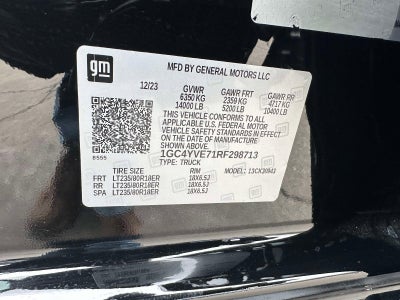 gm
MFD BY GENERAL MOTORS LLC
12/23 GVWR GAWR FRT GAWR RR
6350 KG 2359 KG 4717 KG
14000 LB 5200 LB 10400 LB
THIS VEHICLE CONFORMS TO ALL
APPLICABLE U.S. FEDERAL MOTOR
VEHICLE SAFETY STANDARDS IN EFFECT
ON THE DATE OF MANUFACTURE
SHOWN ABOVE.
1GC4YVE71RF298713
8555 TYPE: TRUCK
TIRE SIZE RIM MODEL:
FRT LT235/80R18ER 18X6.5J
RR LT235/80R18ER 18X6.5J
SPA LT235/80R18ER 18X6.5J